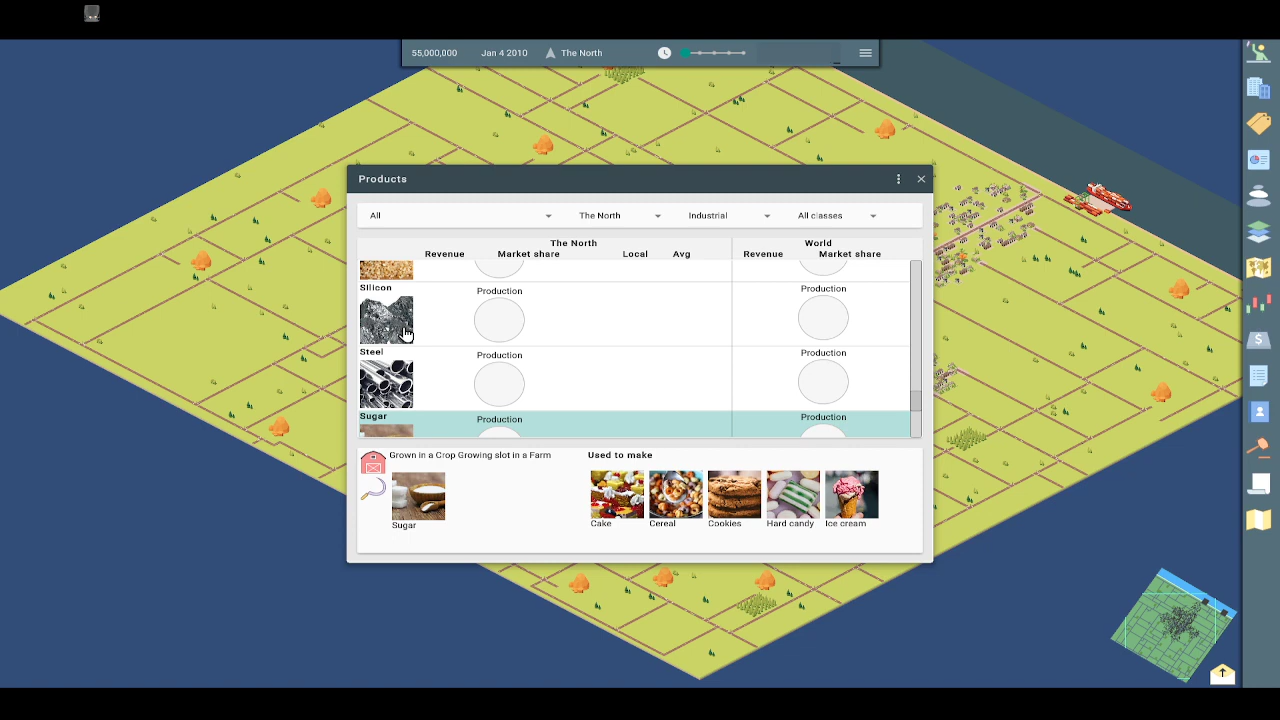 55,000,000 Jan 4 2010 The North
Products
All The North Industrial All classes
The North World
Revenue Market share Local Avg Revenue Market share
Silicon Production Production
Steel Production Production
Sugar Production Production
Grown in a Crop Growing slot in a Farm Used to make
Sugar Cake Cereal Cookies Hard candy Ice cream